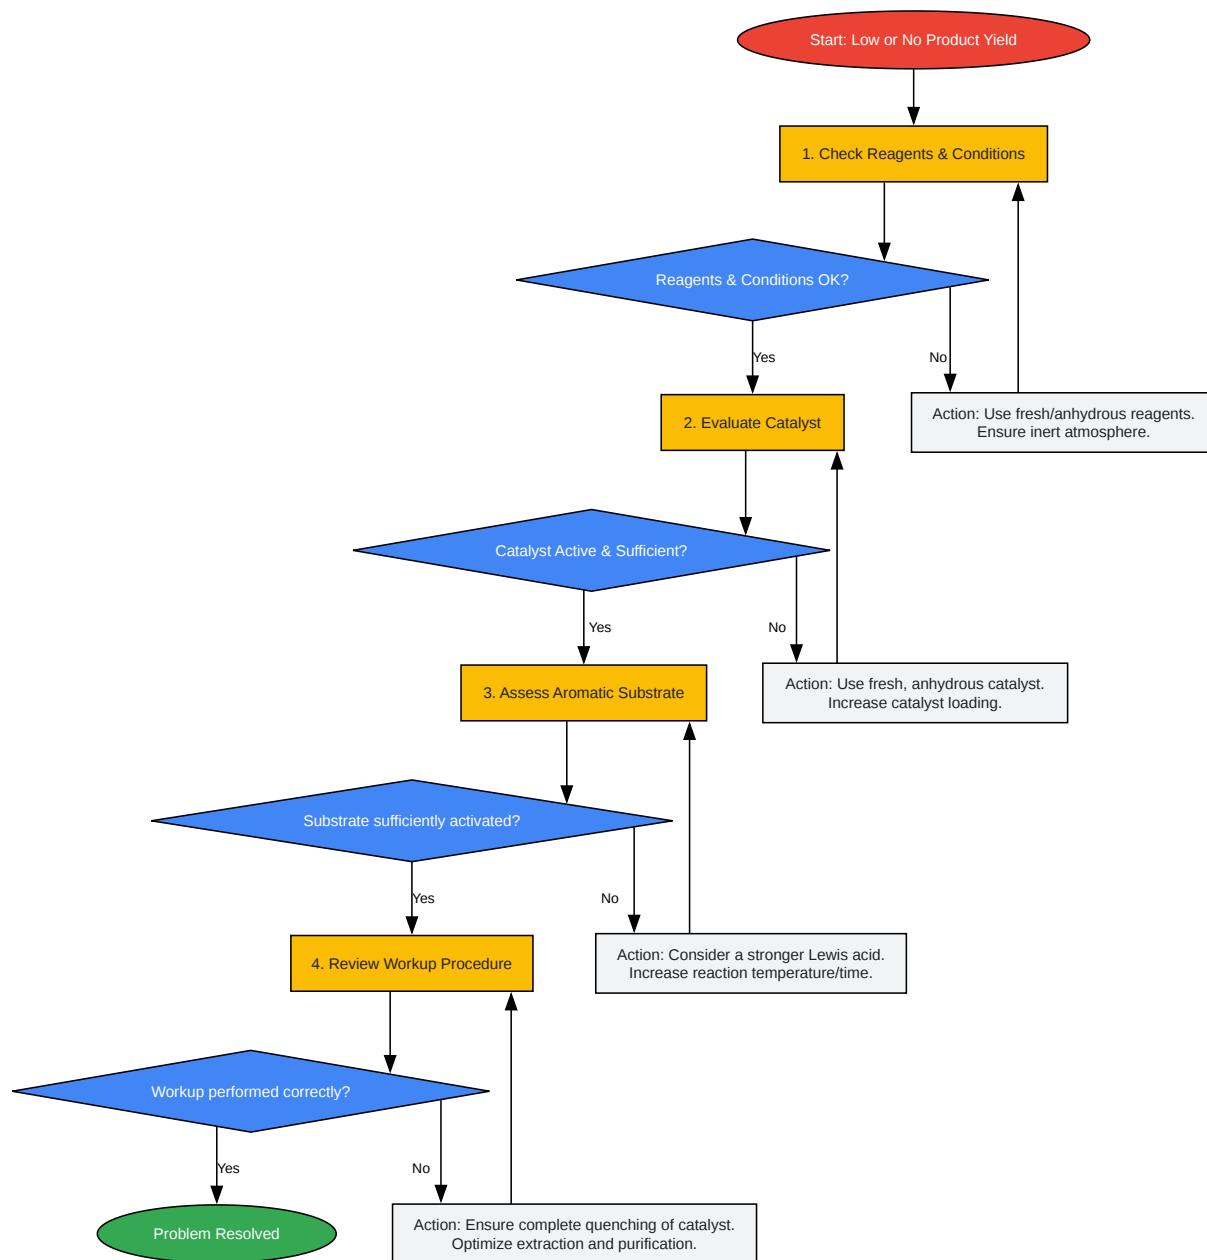 Start: Low or No Product Yield
1. Check Reagents & Conditions
Reagents & Conditions OK?
Yes
No
Action: Use fresh/anhydrous reagents.
Ensure inert atmosphere.
2. Evaluate Catalyst
Catalyst Active & Sufficient?
Yes
No
Action: Use fresh, anhydrous catalyst.
Increase catalyst loading.
3. Assess Aromatic Substrate
Substrate sufficiently activated?
Yes
No
Action: Consider a stronger Lewis acid.
Increase reaction temperature/time.
4. Review Workup Procedure
Workup performed correctly?
Yes
No
Action: Ensure complete quenching of catalyst.
Optimize extraction and purification.
Problem Resolved